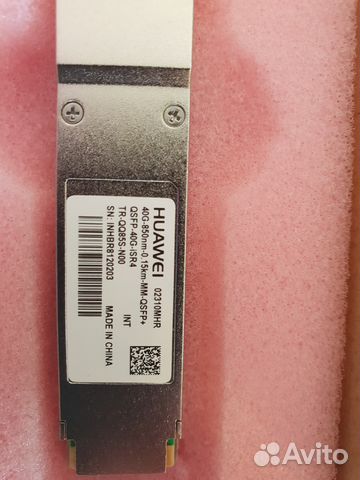 HUAWEI
02310MHR
40G-850nm-0.15km-MM-QSFP+
QSFP-40G-iSR4
INT
TR-QQ85S-N00
SN: INHBR8120203
MADE IN CHINA
Avito